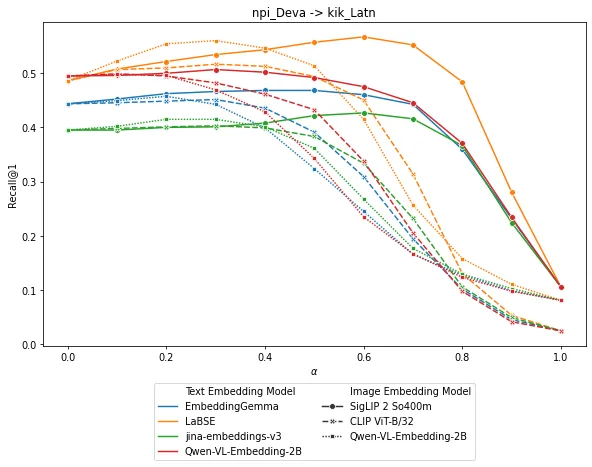 npi_Deva -> kik_Latn
Recall@1
0.5
0.4
0.3
0.2
0.1
0.0
0.0 0.2 0.4 0.6 0.8 1.0
α
Text Embedding Model
EmbeddingGemma
LaBSE
jina-embeddings-v3
Qwen-VL-Embedding-2B
Image Embedding Model
SigLIP 2 So400m
CLIP ViT-B/32
Qwen-VL-Embedding-2B